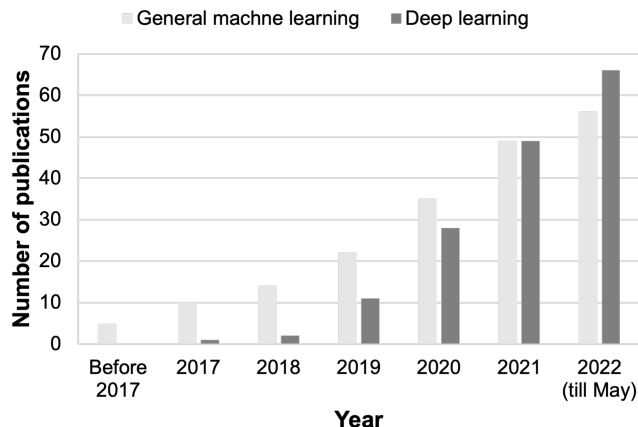 General machne learning
Deep learning
Number of publications
70
60
50
40
30
20
10
0
Before 2017
2017
2018
2019
2020
2021
2022 (till May)
Year